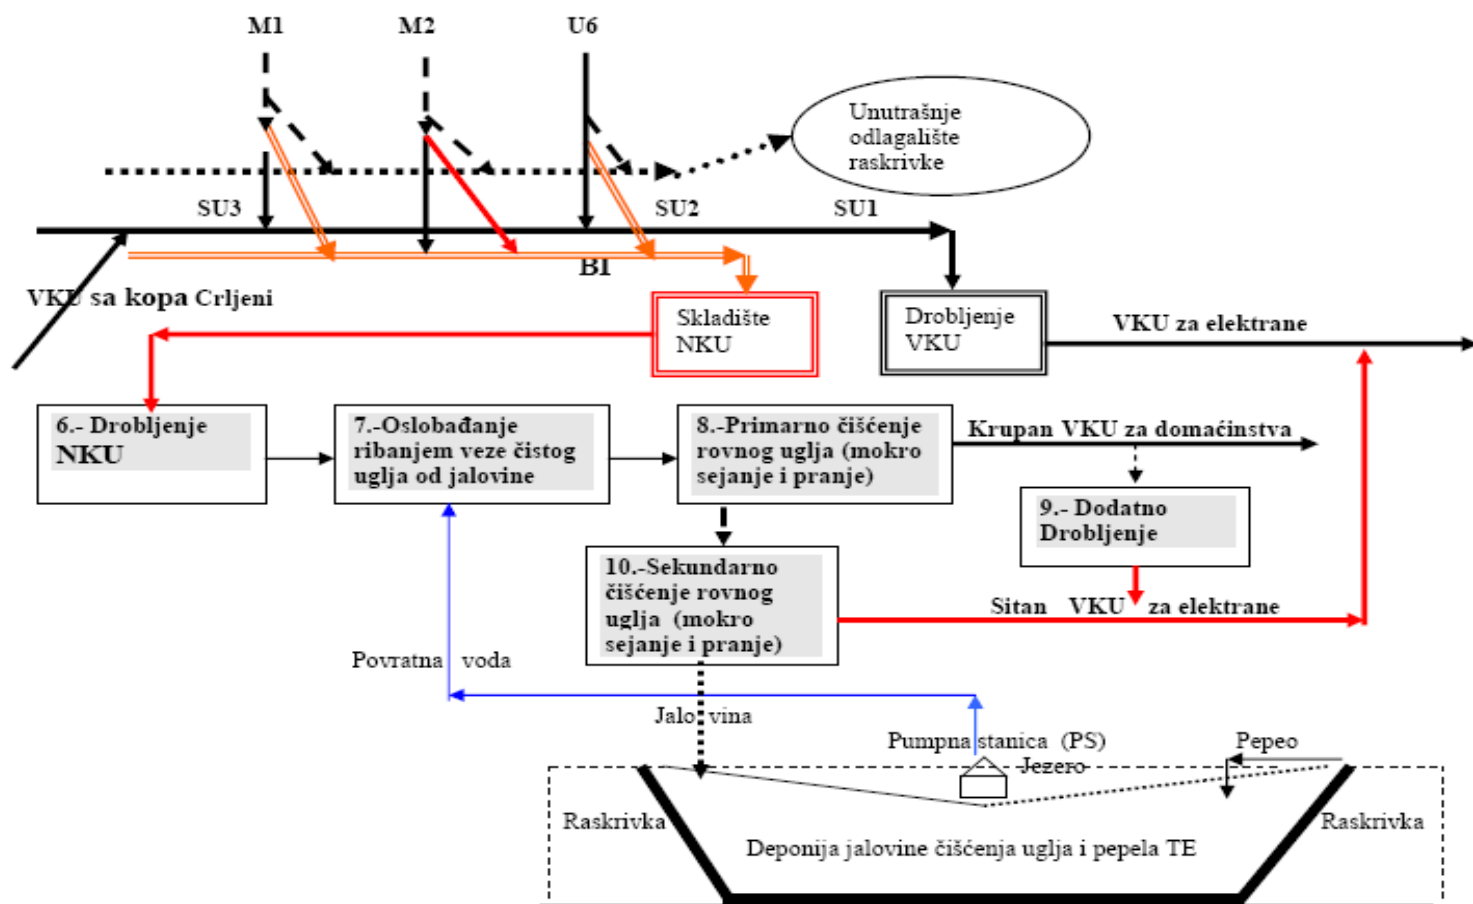 M1 M2 U6
Unutrašnje
odlagalište
raskrivke
SU3 SU2 SU1
BI
VKU sa kopa Crljeni
Skladište
NKU
Drobljenje
VKU
VKU za elektrane
6.- Drobljenje
NKU
7.-Oslobađanje
ribanjem veze čistog
uglja od jalovine
8.-Primarno čišćenje
rovnog uglja (mokro
sejanje i pranje)
Krupan VKU za domaćinstva
9.- Dodatno
Drobljenje
10.-Sekundarno
čišćenje rovnog
uglja (mokro
sejanje i pranje)
Sitan VKU za elektrane
Povratna voda
Jalovina
Pumpna stanica (PS)
Jezero
Pepeo
Raskrivka
Deponija jalovine čišćenja uglja i pepela TE
Raskrivka